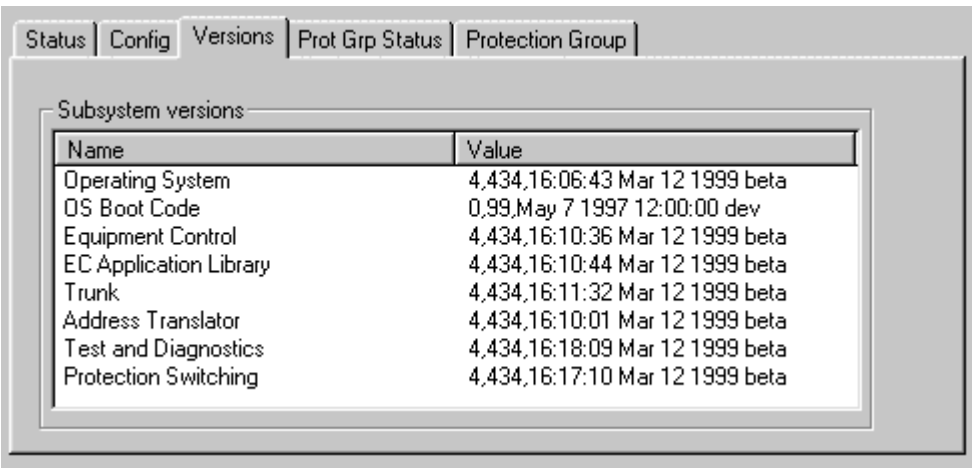 Status Config Versions Prot Grp Status Protection Group
Subsystem versions
Name Value
Operating System 4,434,16:06:43 Mar 12 1999 beta
OS Boot Code 0,99,May 7 1997 12:00:00 dev
Equipment Control 4,434,16:10:36 Mar 12 1999 beta
EC Application Library 4,434,16:10:44 Mar 12 1999 beta
Trunk 4,434,16:11:32 Mar 12 1999 beta
Address Translator 4,434,16:10:01 Mar 12 1999 beta
Test and Diagnostics 4,434,16:18:09 Mar 12 1999 beta
Protection Switching 4,434,16:17:10 Mar 12 1999 beta